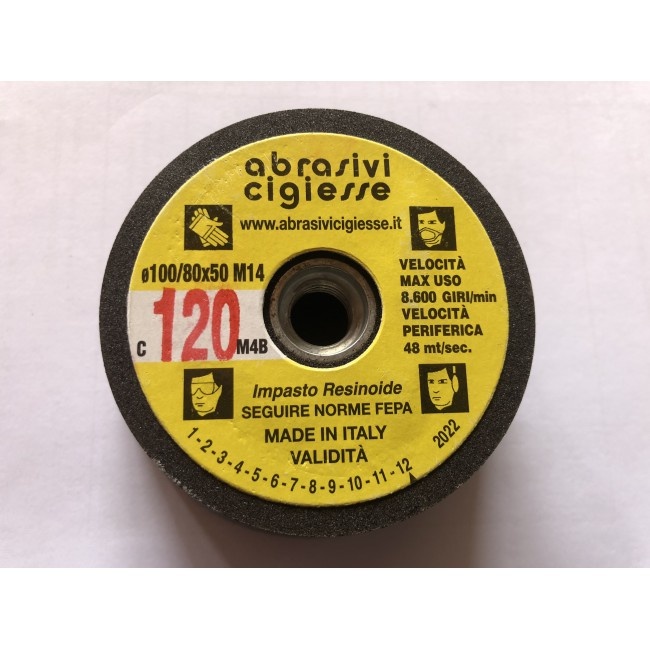 abrasivi
cigiesse
www.abrasivicigiesse.it
ø100/80x50 M14
C 120 M4B
VELOCITÀ
MAX USO
8.600 GIRI/min
VELOCITÀ
PERIFERICA
48 mt/sec.
Impasto Resinoide
SEGUIRE NORME FEPA
MADE IN ITALY
VALIDITÀ
1-2-3-4-5-6-7-8-9-10-11-12 2022